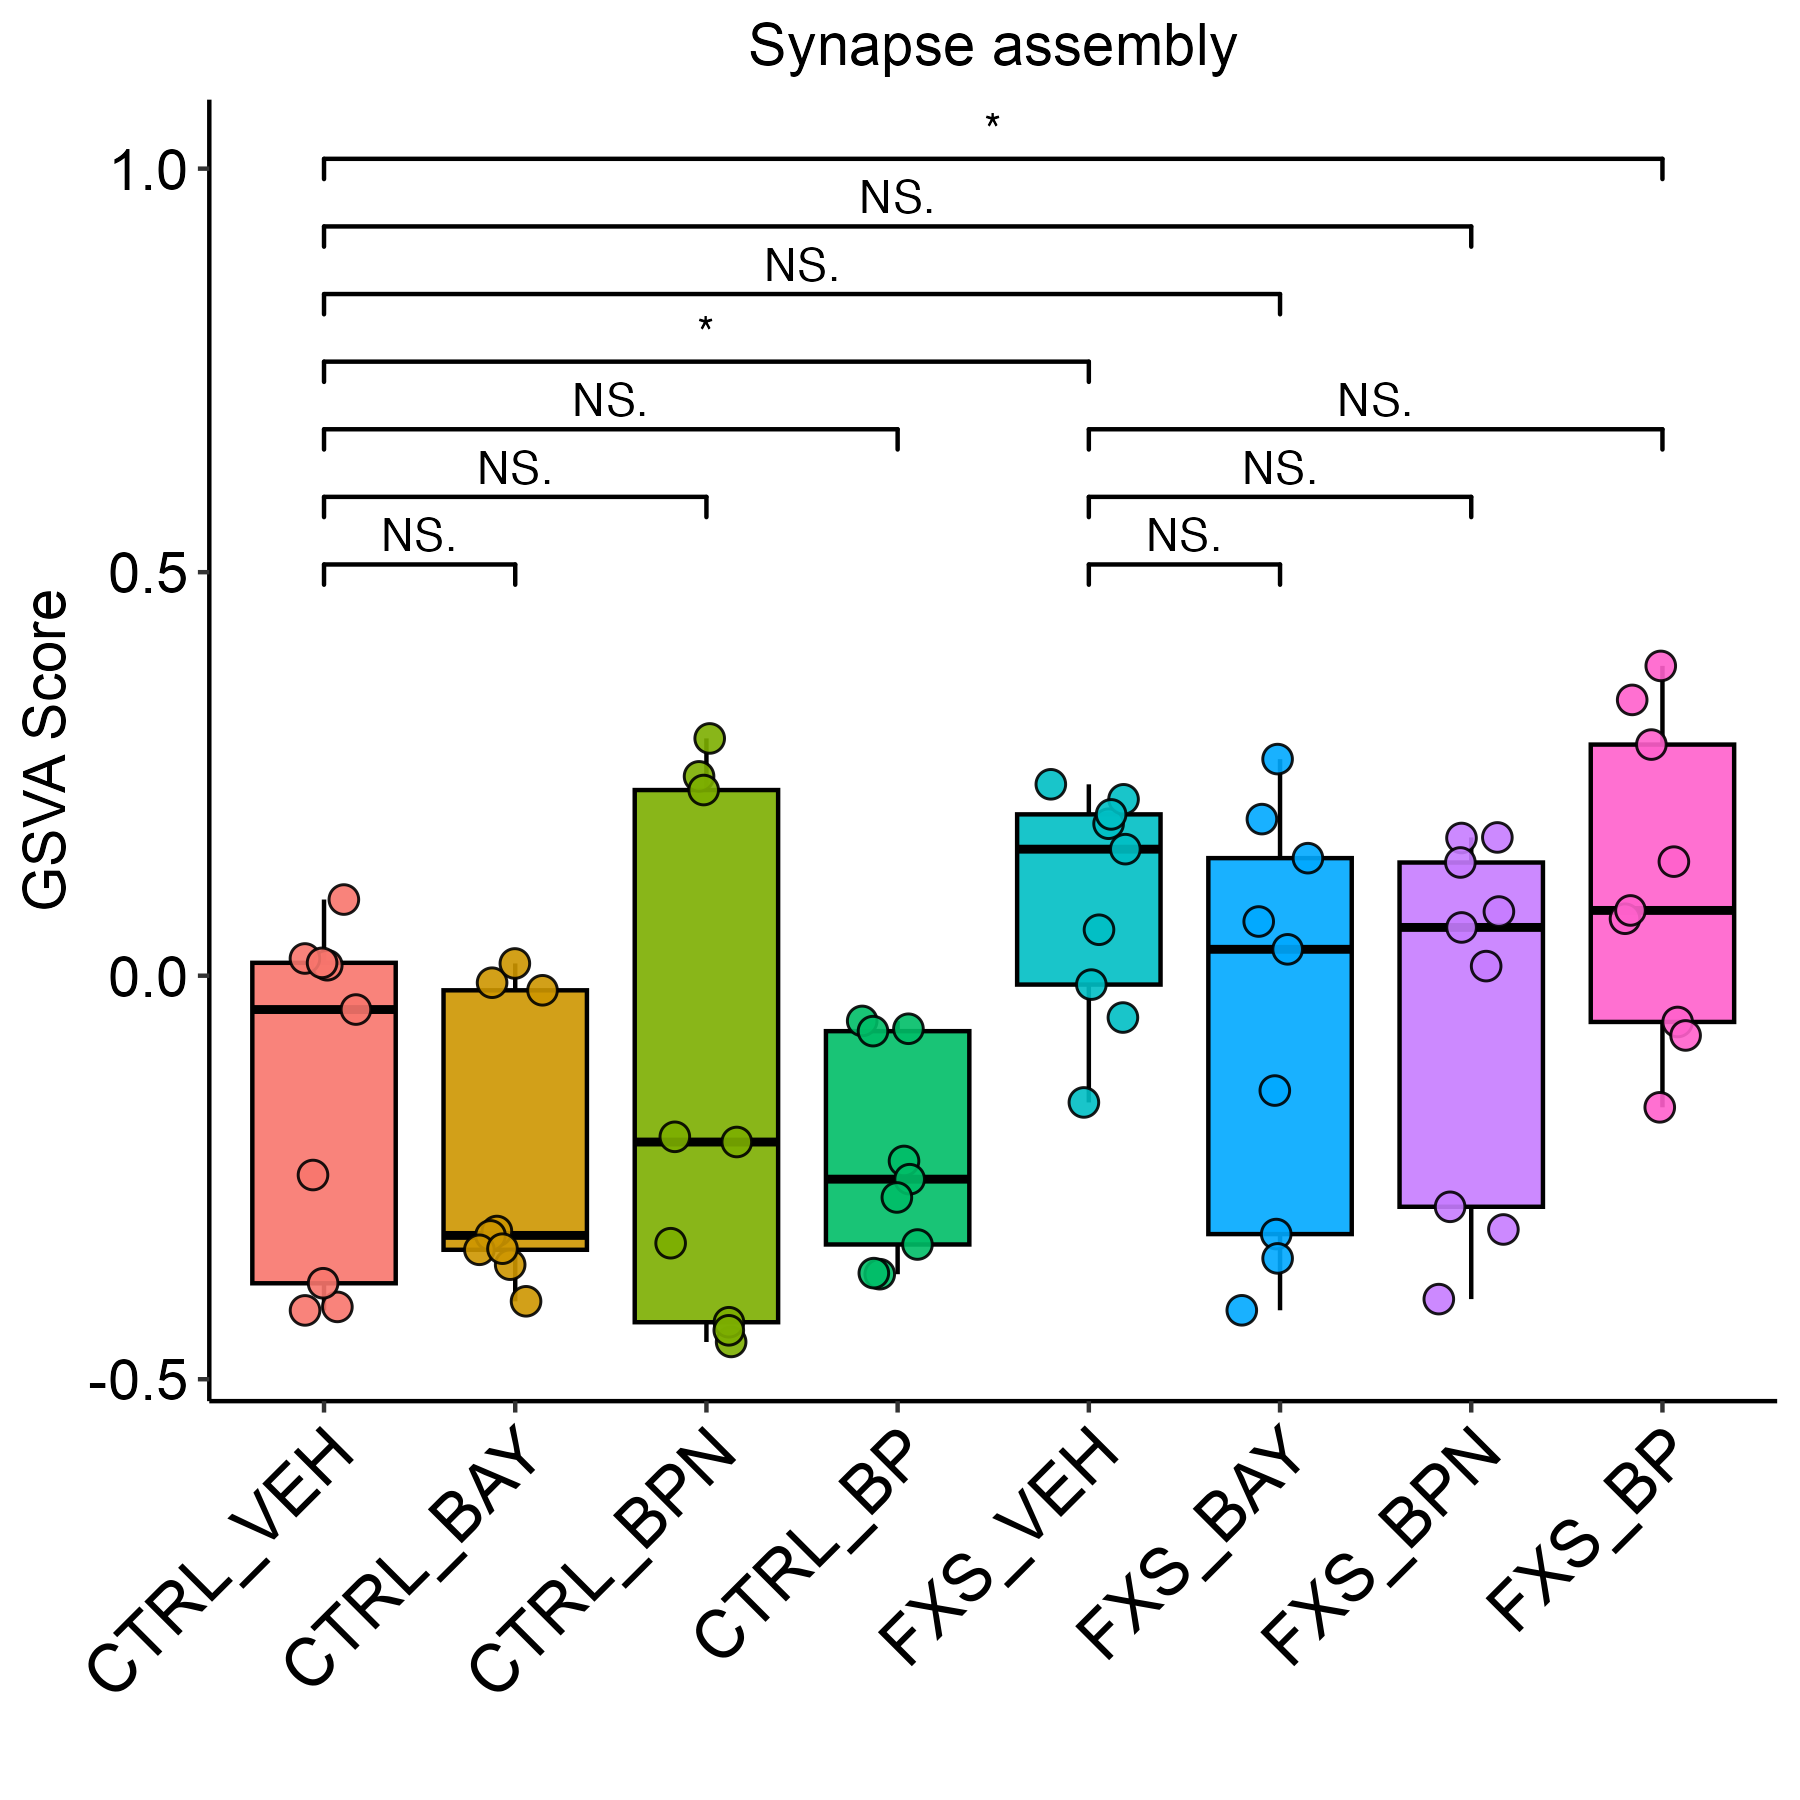 Synapse assembly
*
1.0
NS.
NS.
*
NS.
NS.
NS.
NS.
NS.
NS.
0.5
GSVA Score
0.0
-0.5
CTRL_VEH
CTRL_BAY
CTRL_BPN
CTRL_BP
FXS_VEH
FXS_BAY
FXS_BPN
FXS_BP